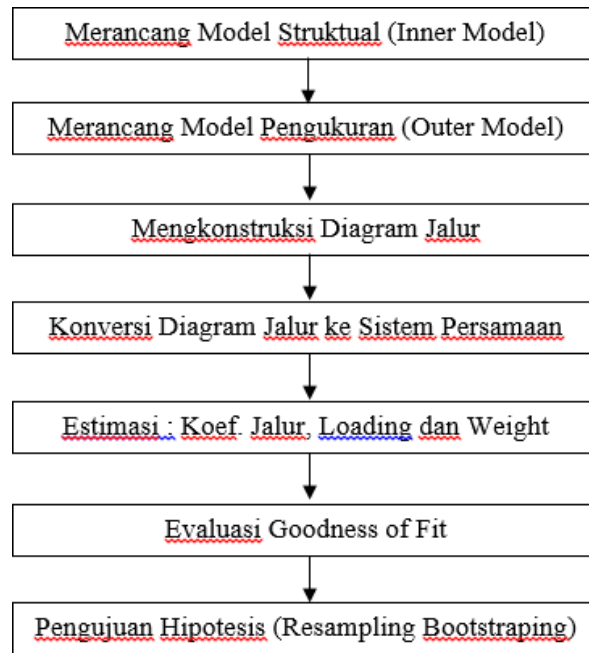 Merancang Model Struktual (Inner Model)
Merancang Model Pengukuran (Outer Model)
Mengkonstruksi Diagram Jalur
Konversi Diagram Jalur ke Sistem Persamaan
Estimasi : Koef. Jalur, Loading dan Weight
Evaluasi Goodness of Fit
Pengujuan Hipotesis (Resampling Bootstraping)